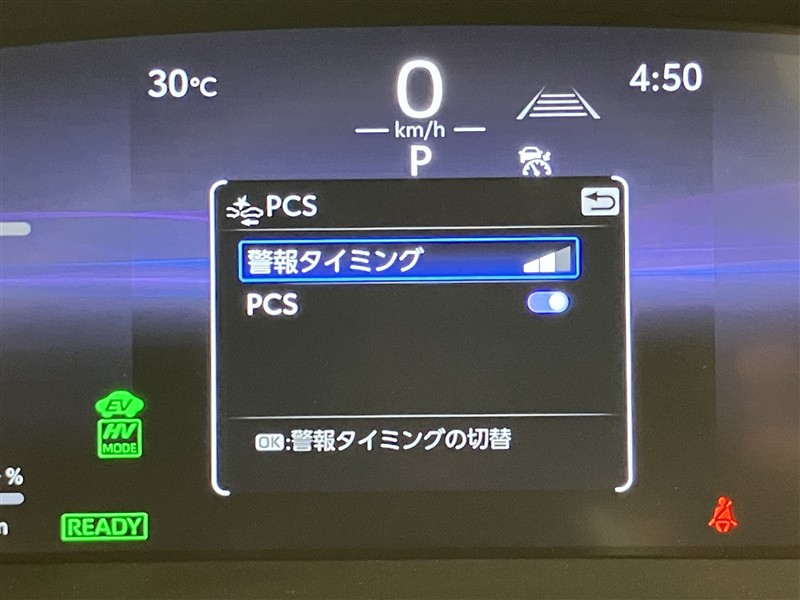 30℃
0
4:50
km/h
P
PCS
警報タイミング
PCS
EV
HV
MODE
OK:警報タイミングの切替
%
READY